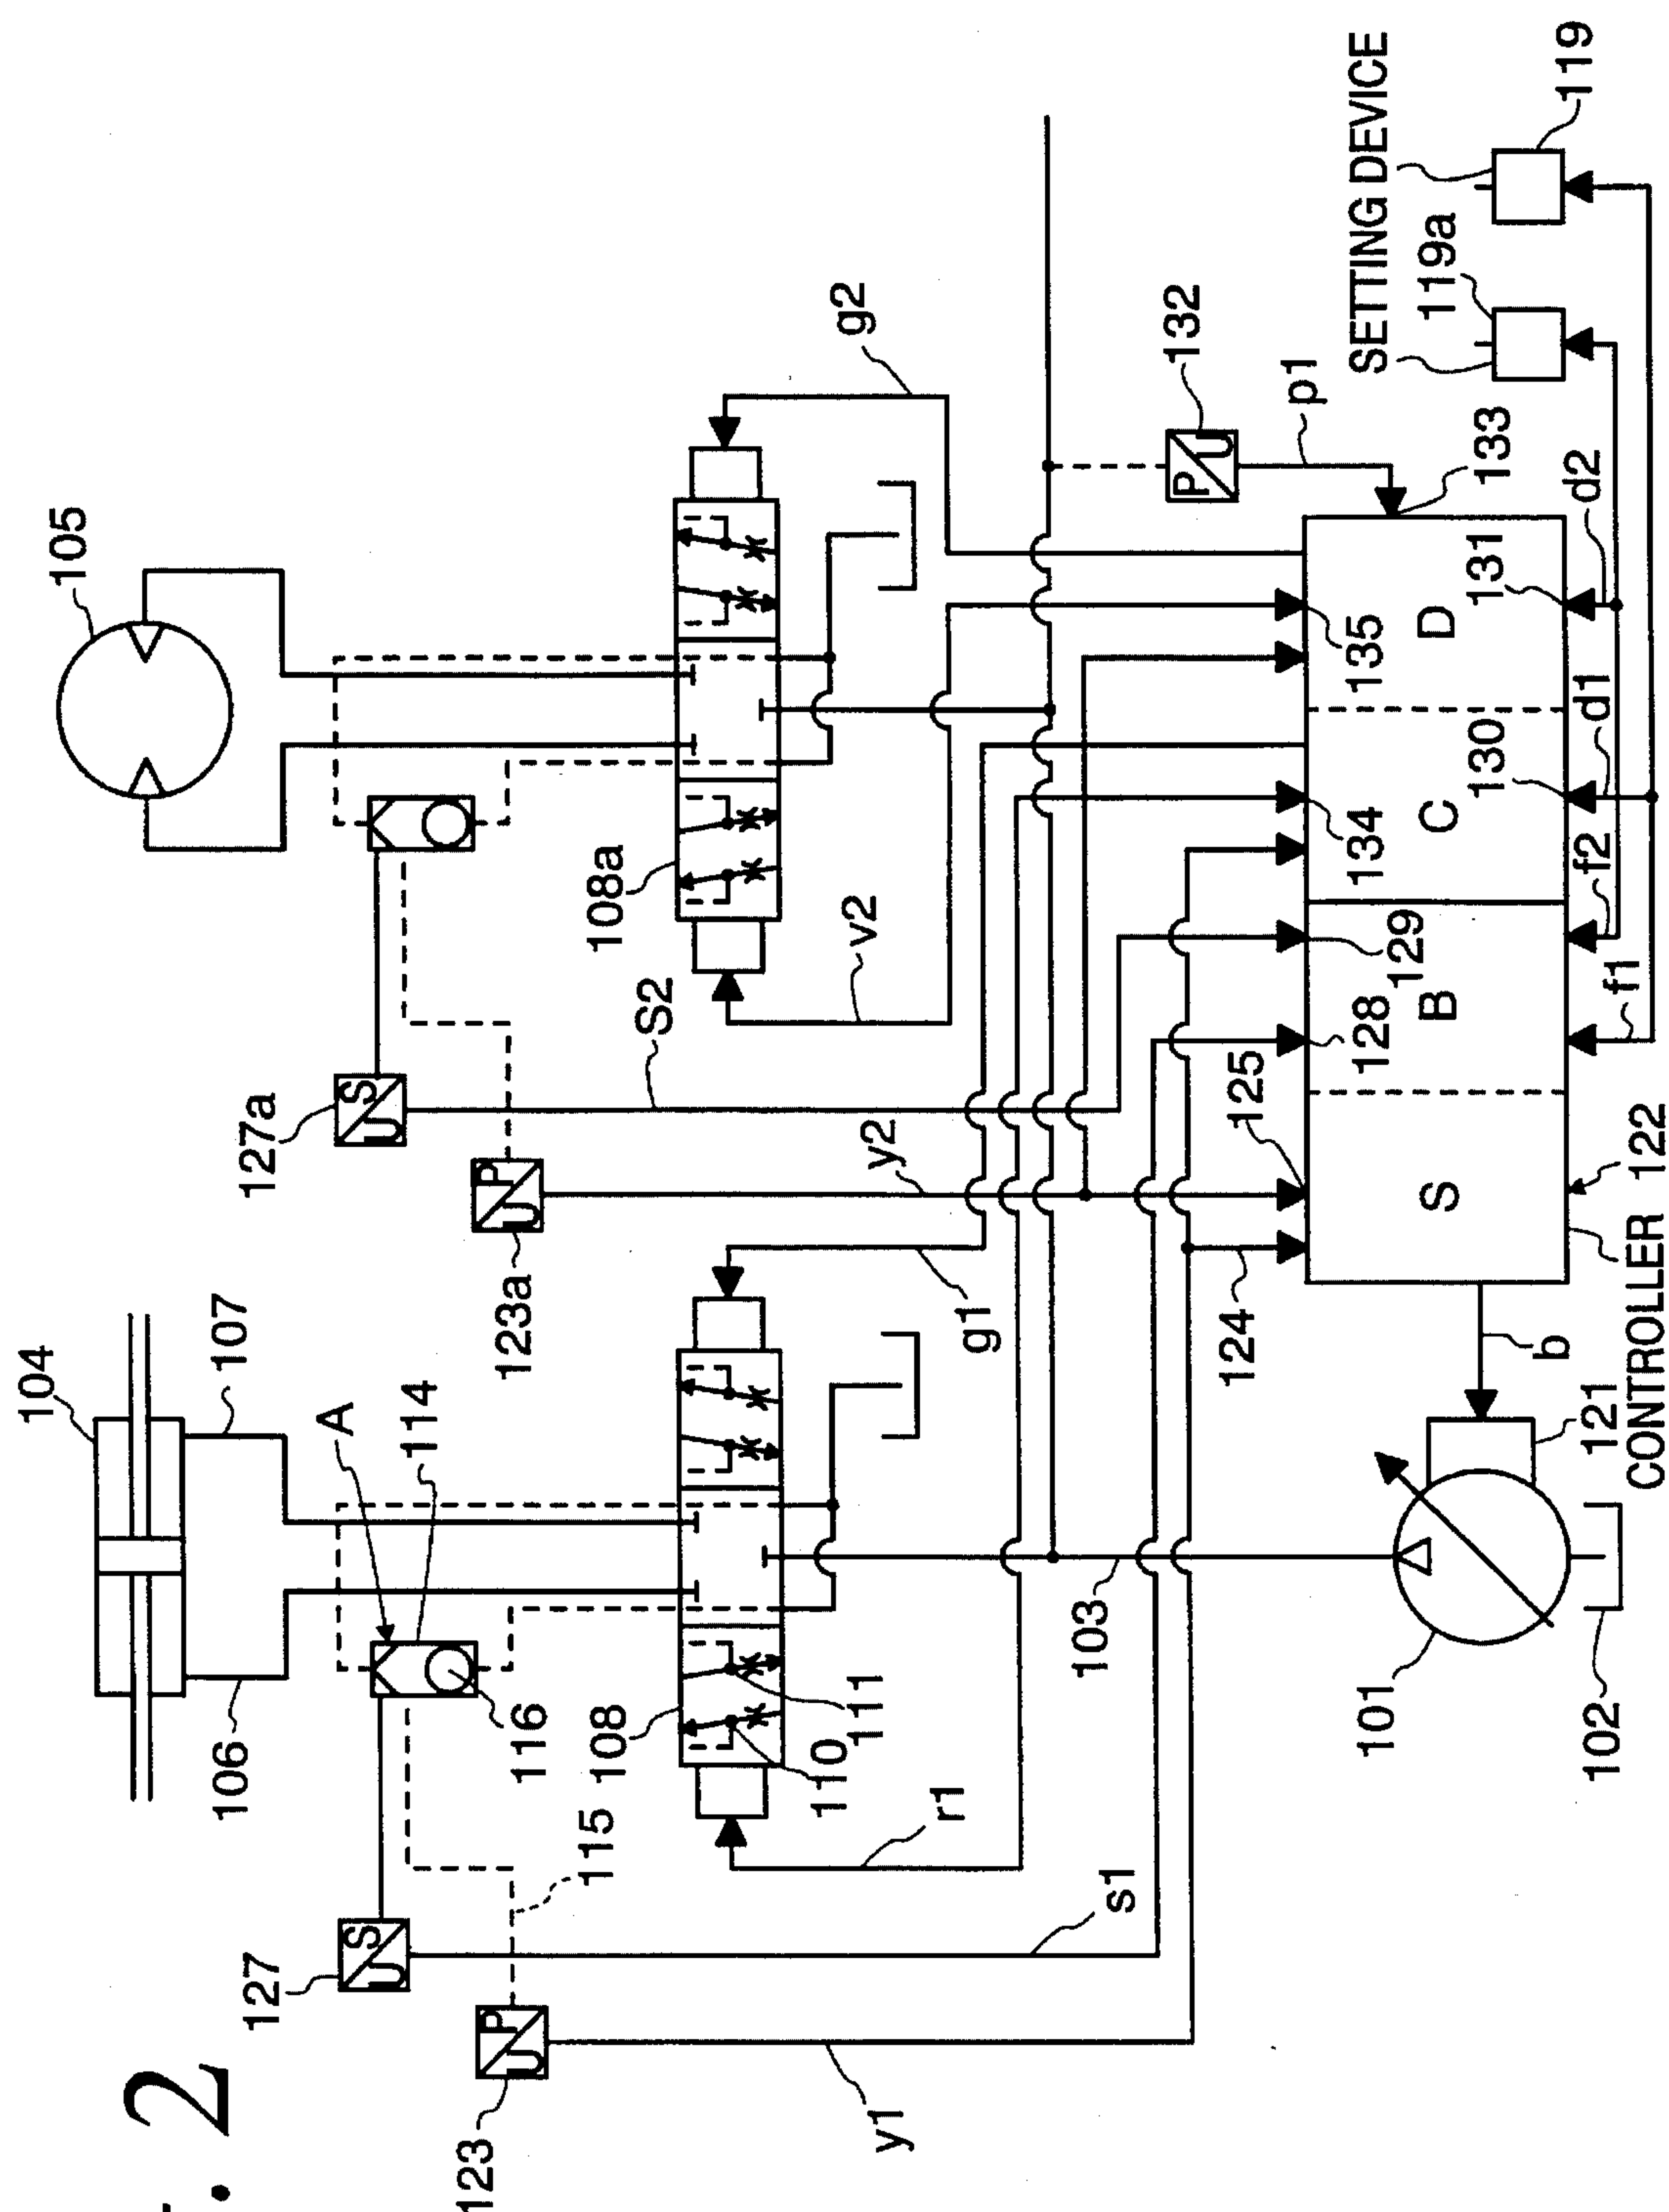 . 2
104
105
107
106
A
114
116
127
115
123
127a
123a
108
110
111
108a
g2
v2
S2
y2
g1
r1
s1
y1
103
101
102
121
b
CONTROLLER 122
124
125
128
129
134
135
132
p1
133
SETTING DEVICE
119a
119
S
B
C
D
130
131
d1
d2
f1
f2
U
S
U
P
U
S
U
P
P
U